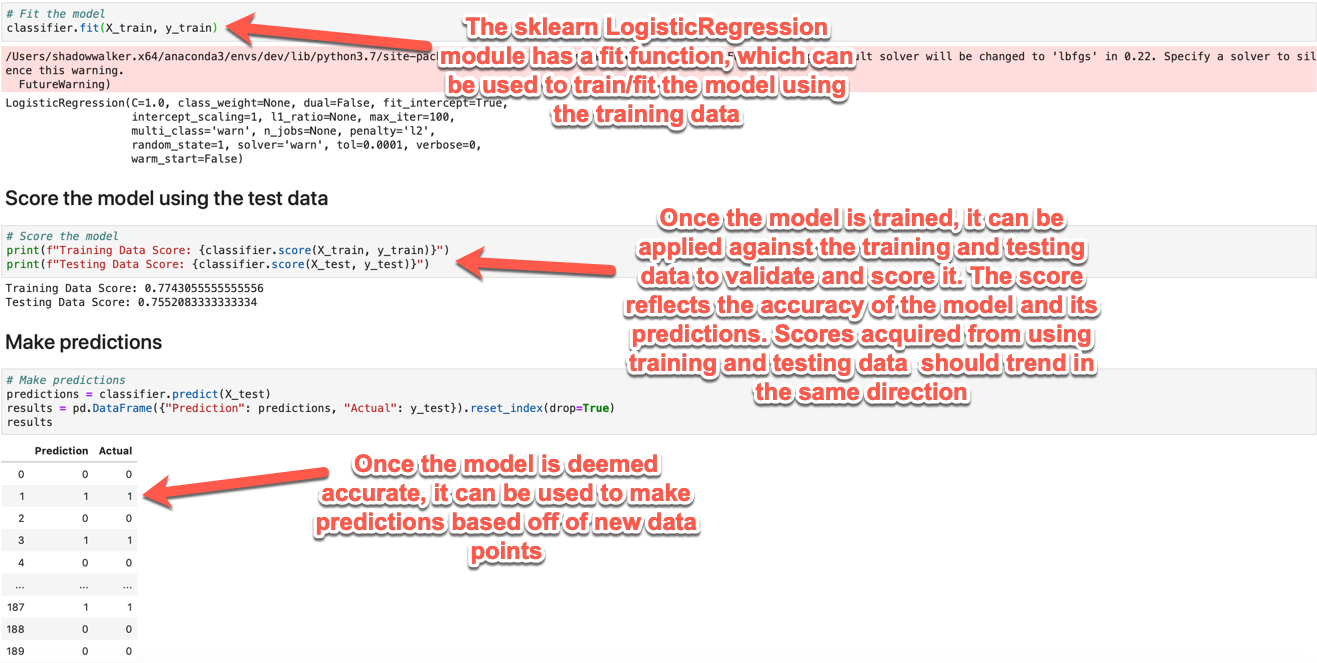 # Fit the model
classifier.fit(X_train, y_train)
The sklearn LogisticRegression
module has a fit function, which can
be used to train/fit the model using
the training data
/Users/shadowwalker.x64/anaconda3/envs/dev/lib/python3.7/site-pac
ult solver will be changed to 'lbfgs' in 0.22. Specify a solver to sil
ence this warning.
FutureWarning)
LogisticRegression(C=1.0, class_weight=None, dual=False, fit_intercept=True,
intercept_scaling=1, l1_ratio=None, max_iter=100,
multi_class='warn', n_jobs=None, penalty='l2',
random_state=1, solver='warn', tol=0.0001, verbose=0,
warm_start=False)
Score the model using the test data
# Score the model
print(f"Training Data Score: {classifier.score(X_train, y_train)}")
print(f"Testing Data Score: {classifier.score(X_test, y_test)}")
Training Data Score: 0.7743055555555556
Testing Data Score: 0.7552083333333334
Once the model is trained, it can be
applied against the training and testing
data to validate and score it. The score
reflects the accuracy of the model and its
predictions. Scores acquired from using
training and testing data should trend in
the same direction
Make predictions
# Make predictions
predictions = classifier.predict(X_test)
results = pd.DataFrame({"Prediction": predictions, "Actual": y_test}).reset_index(drop=True)
results
Prediction Actual
0 0 0
1 1 1
2 0 0
3 1 1
4 0 0
... ... ...
187 1 1
188 0 0
189 0 0
Once the model is deemed
accurate, it can be used to make
predictions based off of new data
points